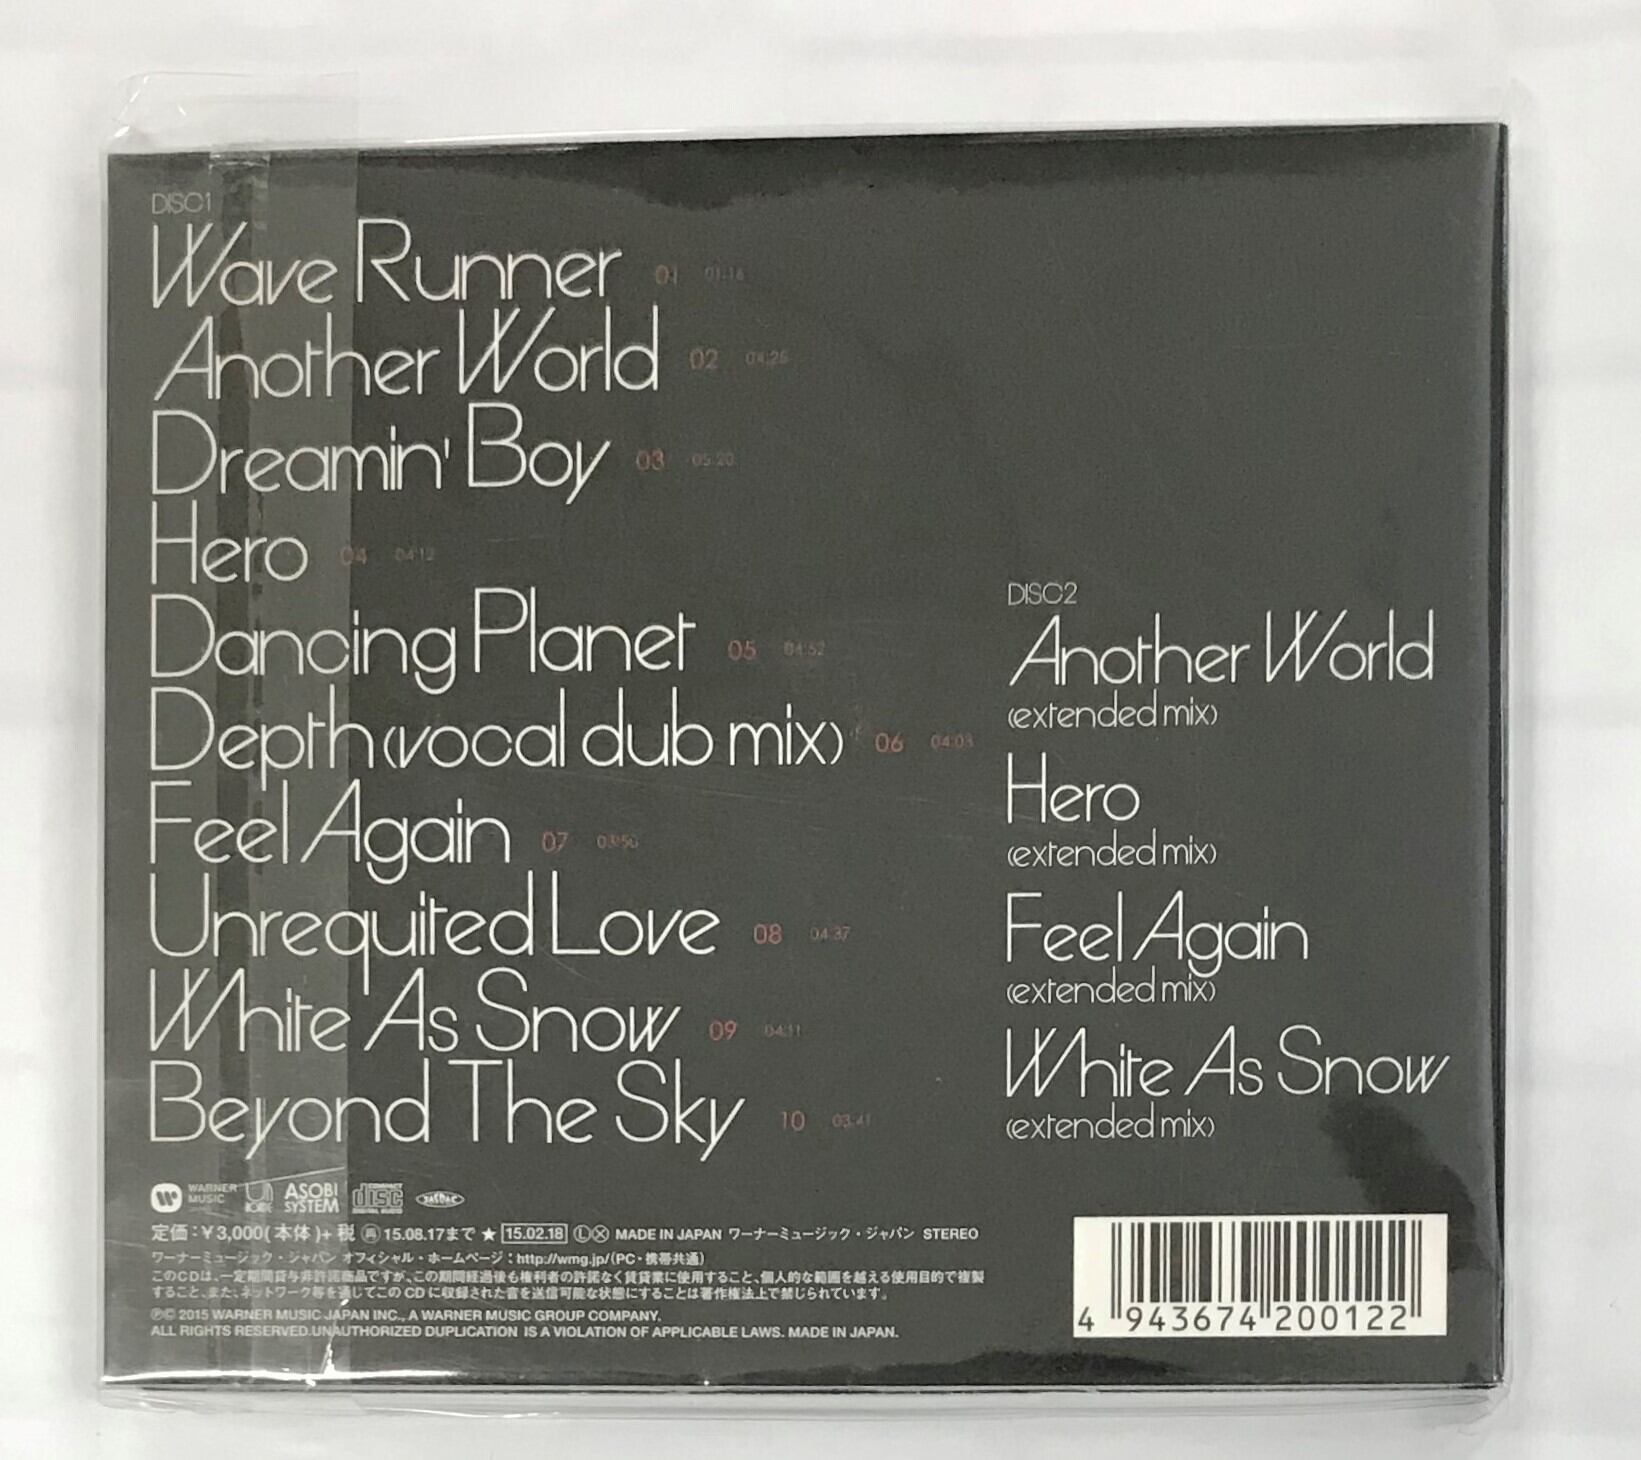 DISC1
Wave Runner 01 01:16
Another World 02 04:25
Dreamin' Boy 03 05:20
Hero 04 04:12
Dancing Planet 05 04:52
Depth(vocal dub mix) 06 04:03
Feel Again 07 03:50
Unrequited Love 08 04:37
White As Snow 09 04:11
Beyond The Sky 10 03:41
DISC2
Another World
(extended mix)
Hero
(extended mix)
Feel Again
(extended mix)
White As Snow
(extended mix)
WARNER MUSIC ASOBI SYSTEM COMPACT disc DIGITAL AUDIO JASRAC
定価:¥3,000(本体)+税 再 15.08.17まで ★ 15.02.18 Ⓛ Ⓧ MADE IN JAPAN ワーナーミュージック・ジャパン STEREO
ワーナーミュージック・ジャパン オフィシャル・ホームページ:http://wmg.jp/(PC・携帯共通)
このCDは、一定期間貸与非許諾商品ですが、この期間経過後も権利者の許諾なく賃貸業に使用すること、個人的な範囲を越える使用目的で複製
すること、また、ネットワーク等を通じてこのCDに収録された音を送信可能な状態にすることは著作権法上で禁じられています。
℗© 2015 WARNER MUSIC JAPAN INC., A WARNER MUSIC GROUP COMPANY.
ALL RIGHTS RESERVED.UNAUTHORIZED DUPLICATION IS A VIOLATION OF APPLICABLE LAWS. MADE IN JAPAN.
4 943674 200122